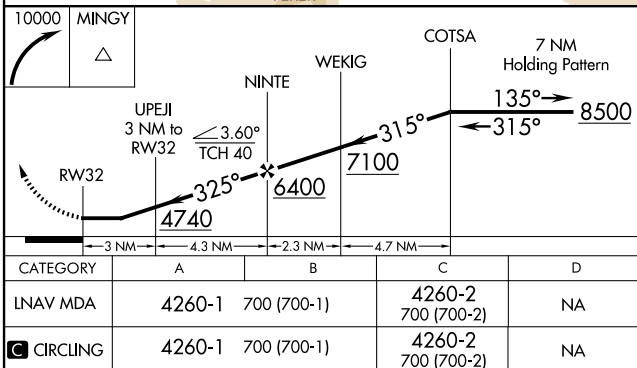 10000
MINGY
COTSA
7 NM
Holding Pattern
WEKIG
NINTE
135°
8500
315°
UPEJI
3 NM to
RW32
3.60°
TCH 40
315°
7100
RW32
325°
6400
4740
3 NM
4.3 NM
2.3 NM
4.7 NM
CATEGORY A B C D
LNAV MDA 4260-1 700 (700-1) 4260-2 700 (700-2) NA
C CIRCLING 4260-1 700 (700-1) 4260-2 700 (700-2) NA